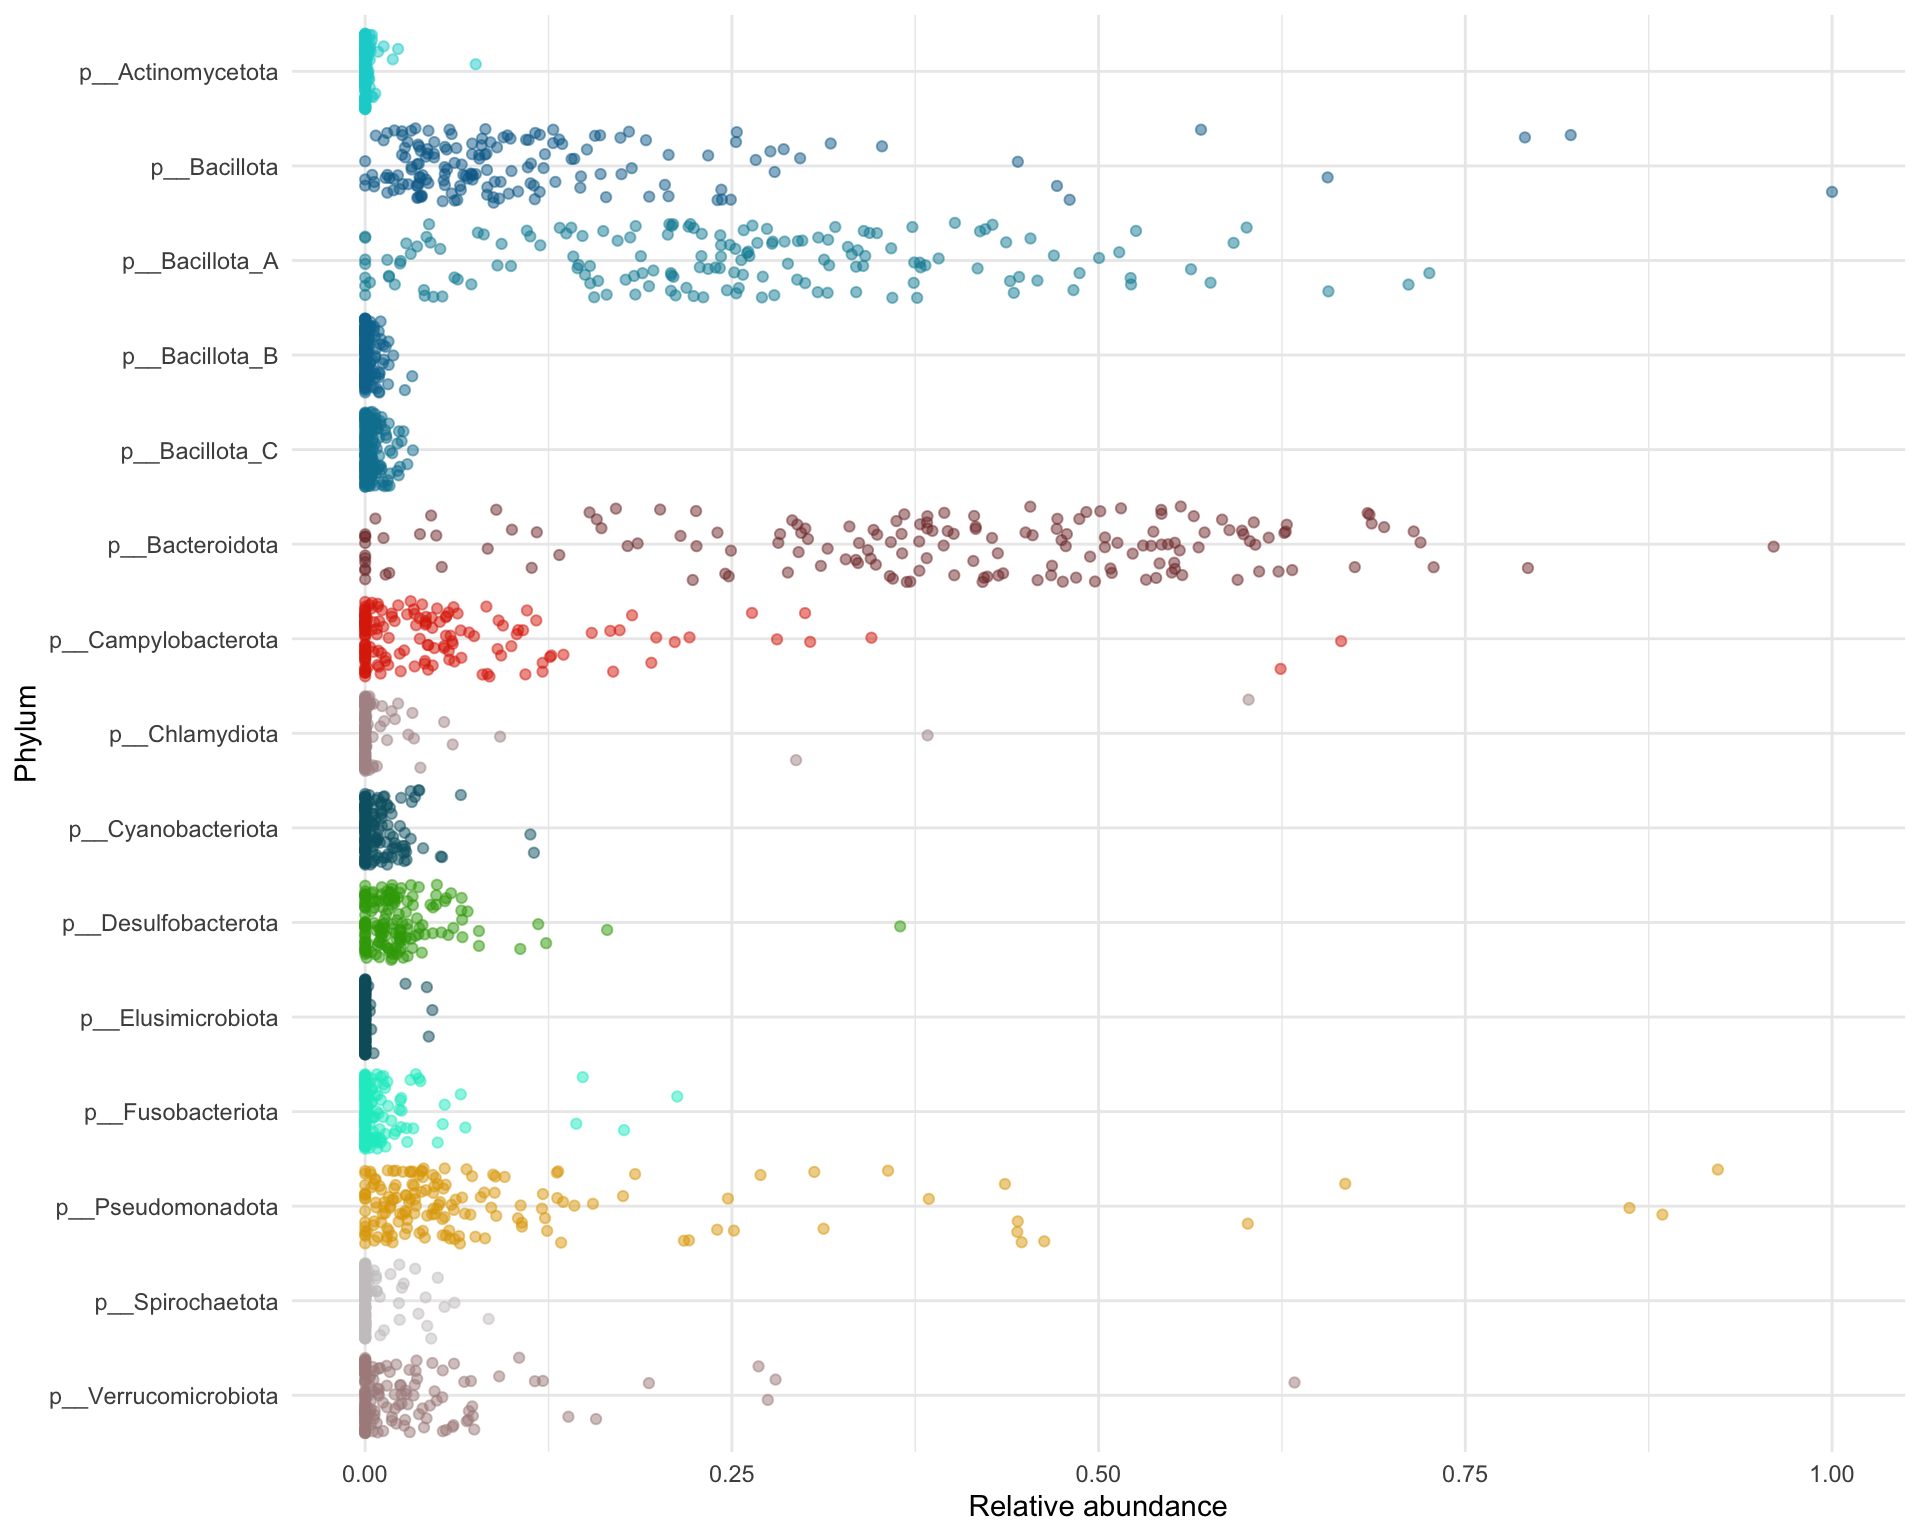 p__Actinomycetota
p__Bacillota
p__Bacillota_A
p__Bacillota_B
p__Bacillota_C
p__Bacteroidota
p__Campylobacterota
p__Chlamydiota
p__Cyanobacteriota
p__Desulfobacterota
p__Elusimicrobiota
p__Fusobacteriota
p__Pseudomonadota
p__Spirochaetota
p__Verrucomicrobiota
Phylum
0.00 0.25 0.50 0.75 1.00
Relative abundance